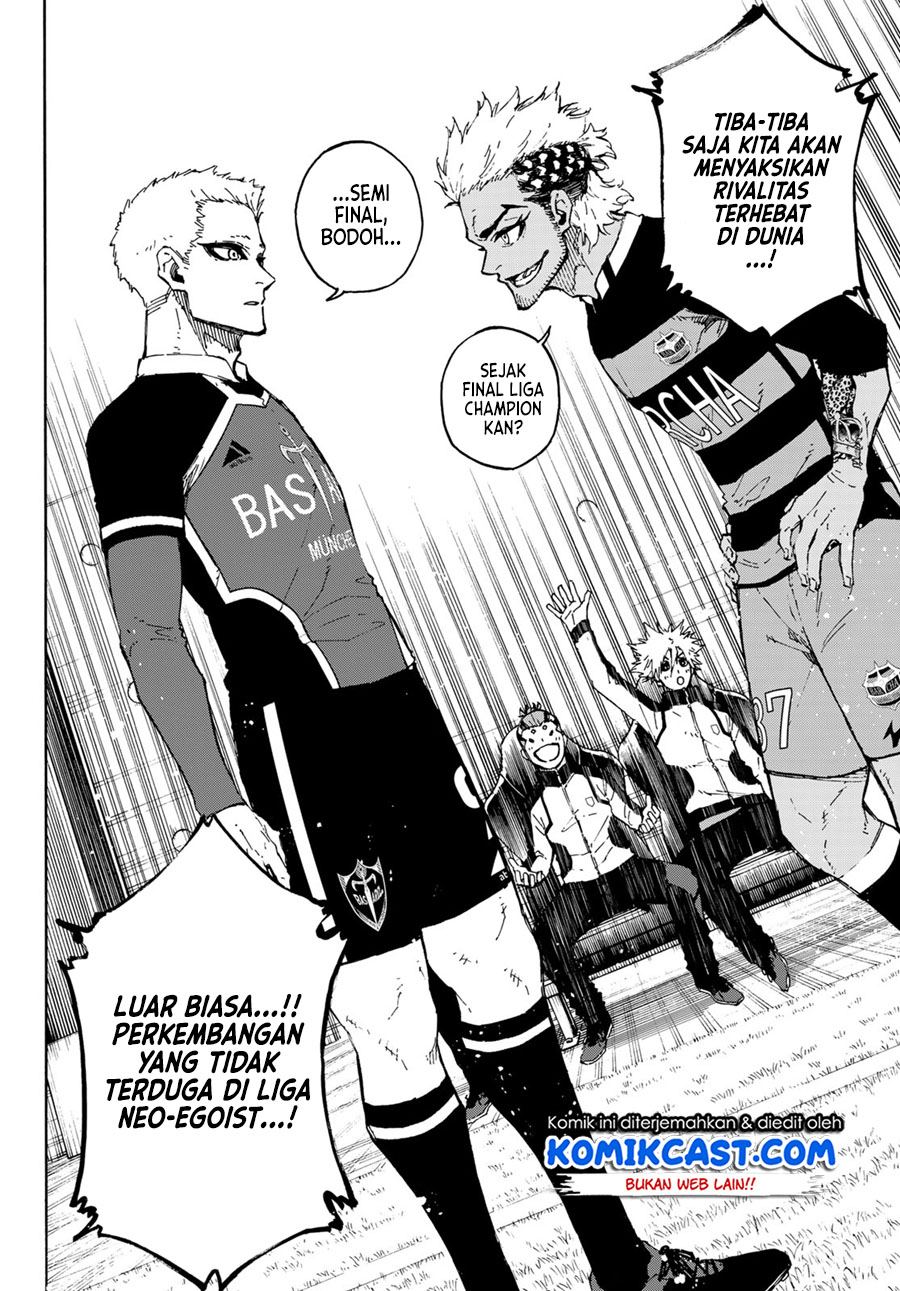 TIBA-TIBA
SAJA KITA AKAN
MENYAKSIKAN
RIVALITAS
TERHEBAT
DI DUNIA
...!
...SEMI
FINAL,
BODOH...
SEJAK
FINAL LIGA
CHAMPION
KAN?
RCHA
BAS
MÜNCHE
37
LUAR BIASA...!!
PERKEMBANGAN
YANG TIDAK
TERDUGA DI LIGA
NEO-EGOIST...!
Komik ini diterjemahkan & diedit oleh
KOMIKCAST.COM
BUKAN WEB LAIN!!